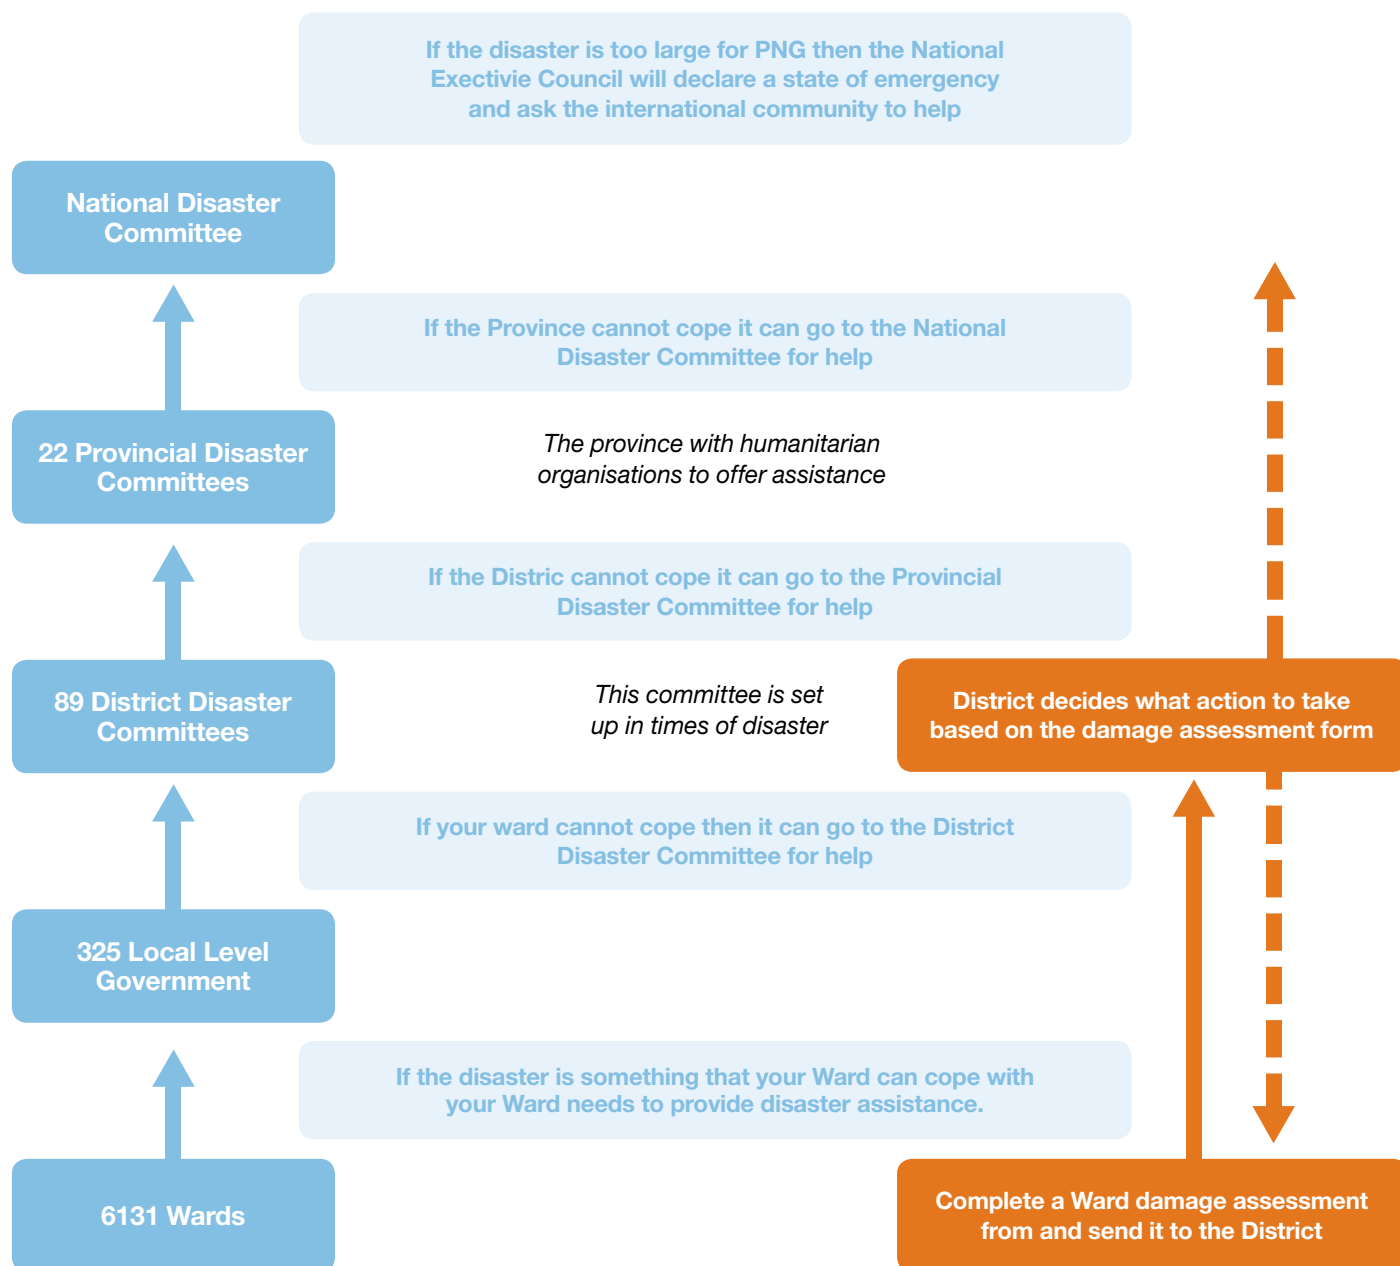 If the disaster is too large for PNG then the National
Exectivie Council will declare a state of emergency
and ask the international community to help
National Disaster
Committee
If the Province cannot cope it can go to the National
Disaster Committee for help
22 Provincial Disaster
Committees
The province with humanitarian
organisations to offer assistance
If the Distric cannot cope it can go to the Provincial
Disaster Committee for help
89 District Disaster
Committees
This committee is set
up in times of disaster
District decides what action to take
based on the damage assessment form
If your ward cannot cope then it can go to the District
Disaster Committee for help
325 Local Level
Government
If the disaster is something that your Ward can cope with
your Ward needs to provide disaster assistance.
6131 Wards
Complete a Ward damage assessment
from and send it to the District